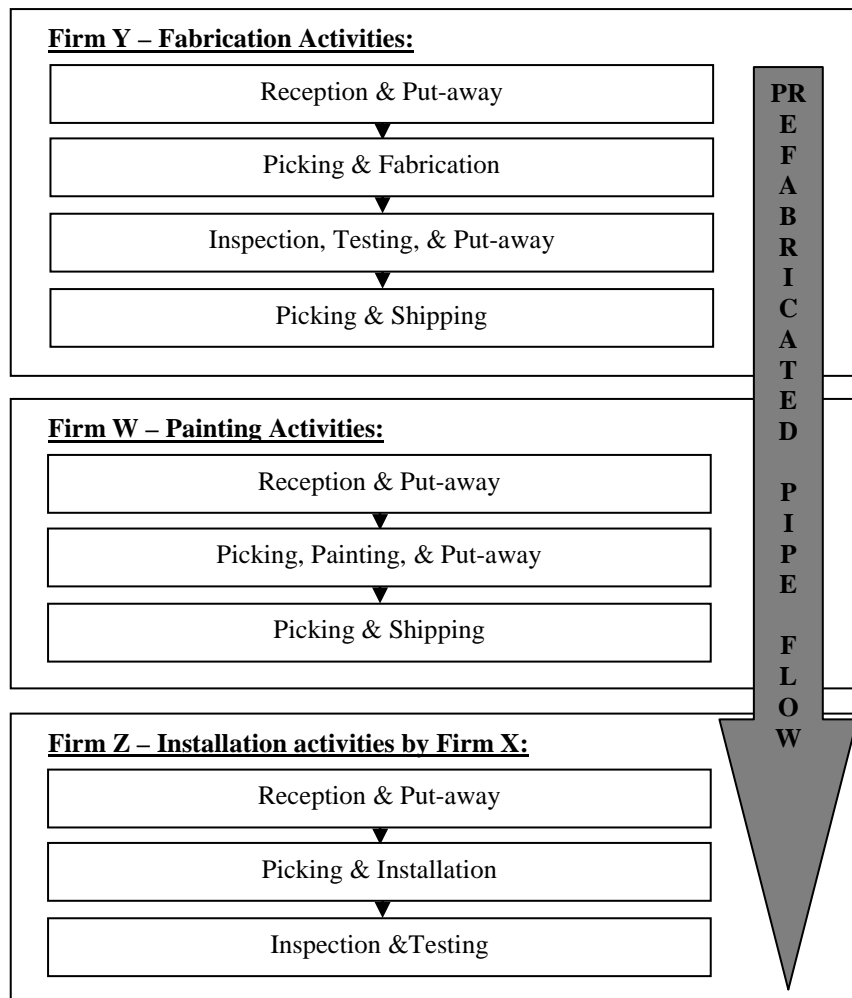 Firm Y – Fabrication Activities:
Reception & Put-away
Picking & Fabrication
Inspection, Testing, & Put-away
Picking & Shipping
Firm W – Painting Activities:
Reception & Put-away
Picking, Painting, & Put-away
Picking & Shipping
Firm Z – Installation activities by Firm X:
Reception & Put-away
Picking & Installation
Inspection &Testing
PREFABRICATED PIPE FLOW